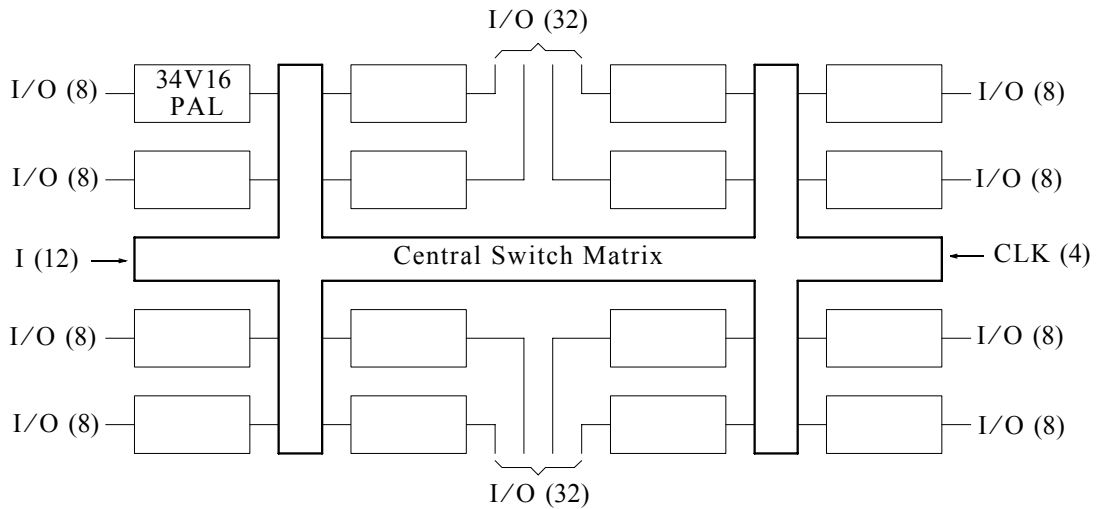 I/O (32)
I/O (8)
34V16
PAL
I/O (8)
I/O (8)
I/O (8)
I (12)
Central Switch Matrix
CLK (4)
I/O (8)
I/O (8)
I/O (8)
I/O (8)
I/O (32)